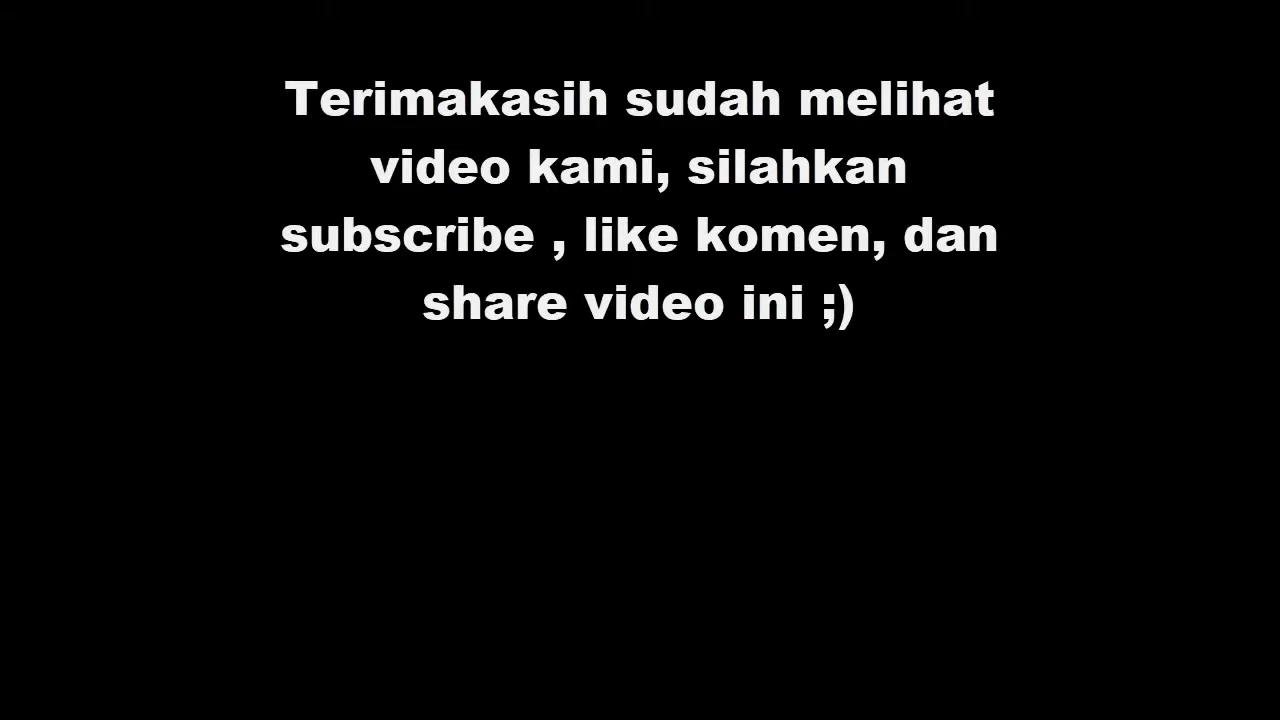 Terimakasih sudah melihat
video kami, silahkan
subscribe , like komen, dan
share video ini ;)